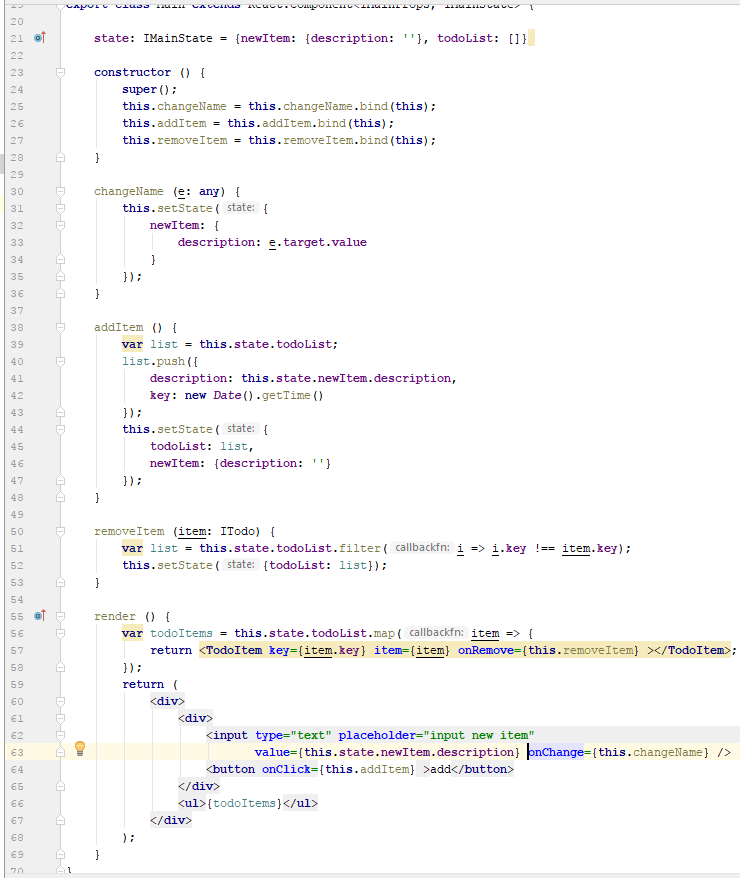 19 export class Main extends React.Component<IMainProps, IMainState> {
20
21 state: IMainState = {newItem: {description: ''}, todoList: []}
22
23 constructor () {
24 super();
25 this.changeName = this.changeName.bind(this);
26 this.addItem = this.addItem.bind(this);
27 this.removeItem = this.removeItem.bind(this);
28 }
29
30 changeName (e: any) {
31 this.setState( state: {
32 newItem: {
33 description: e.target.value
34 }
35 });
36 }
37
38 addItem () {
39 var list = this.state.todoList;
40 list.push({
41 description: this.state.newItem.description,
42 key: new Date().getTime()
43 });
44 this.setState( state: {
45 todoList: list,
46 newItem: {description: ''}
47 });
48 }
49
50 removeItem (item: ITodo) {
51 var list = this.state.todoList.filter( callbackfn: i => i.key !== item.key);
52 this.setState( state: {todoList: list});
53 }
54
55 render () {
56 var todoItems = this.state.todoList.map( callbackfn: item => {
57 return <TodoItem key={item.key} item={item} onRemove={this.removeItem} ></TodoItem>;
58 });
59 return (
60 <div>
61 <div>
62 <input type="text" placeholder="input new item"
63 value={this.state.newItem.description} onChange={this.changeName} />
64 <button onClick={this.addItem} >add</button>
65 </div>
66 <ul>{todoItems}</ul>
67 </div>
68 );
69 }
70 }